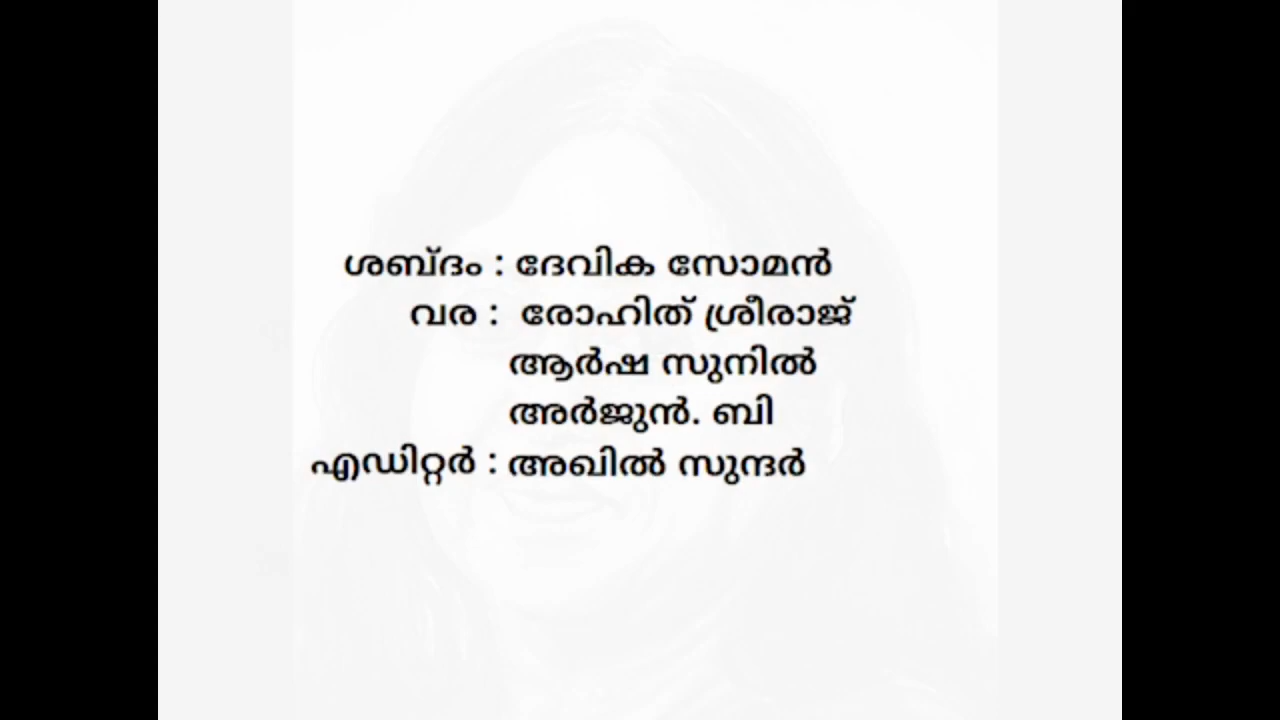 ശബ്ദം : ദേവിക സോമൻ
വര : രോഹിത് ശ്രീരാജ്
ആർഷ സുനിൽ
അർജുൻ. ബി
എഡിറ്റർ : അഖിൽ സുന്ദർ